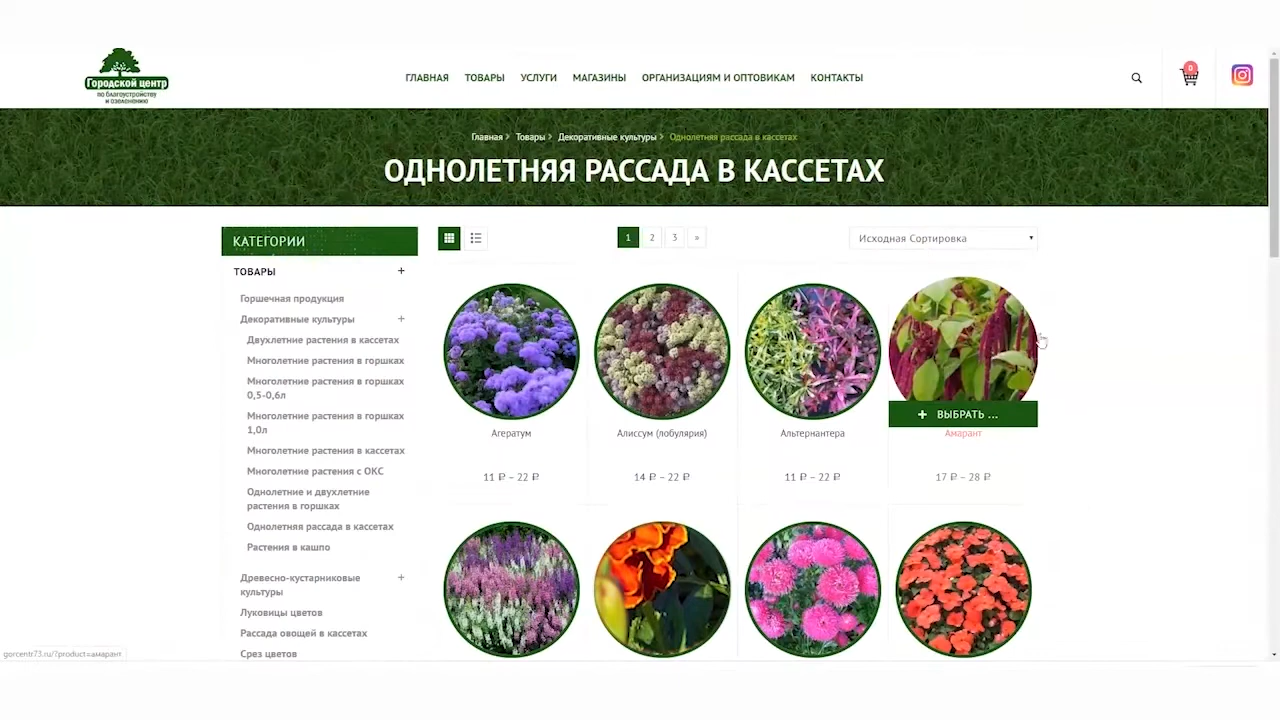 Городской центр
по благоустройству
и озеленению
ГЛАВНАЯ ТОВАРЫ УСЛУГИ МАГАЗИНЫ ОРГАНИЗАЦИЯМ И ОПТОВИКАМ КОНТАКТЫ
0
Главная > Товары > Декоративные культуры > Однолетняя рассада в кассетах
ОДНОЛЕТНЯЯ РАССАДА В КАССЕТАХ
КАТЕГОРИИ
ТОВАРЫ +
Горшечная продукция
Декоративные культуры +
Двухлетние растения в кассетах
Многолетние растения в горшках
Многолетние растения в горшках
0,5-0,6л
Многолетние растения в горшках
1,0л
Многолетние растения в кассетах
Многолетние растения с ОКС
Однолетние и двухлетние
растения в горшках
Однолетняя рассада в кассетах
Растения в кашпо
Древесно-кустарниковые +
культуры
Луковицы цветов
Рассада овощей в кассетах
Срез цветов
1 2 3 »
Исходная Сортировка
+ ВЫБРАТЬ ...
Агератум Алиссум (лобулярия) Альтернантера Амарант
11 ₽ – 22 ₽ 14 ₽ – 22 ₽ 11 ₽ – 22 ₽ 17 ₽ – 28 ₽
gorcentr73.ru/?product=амарант